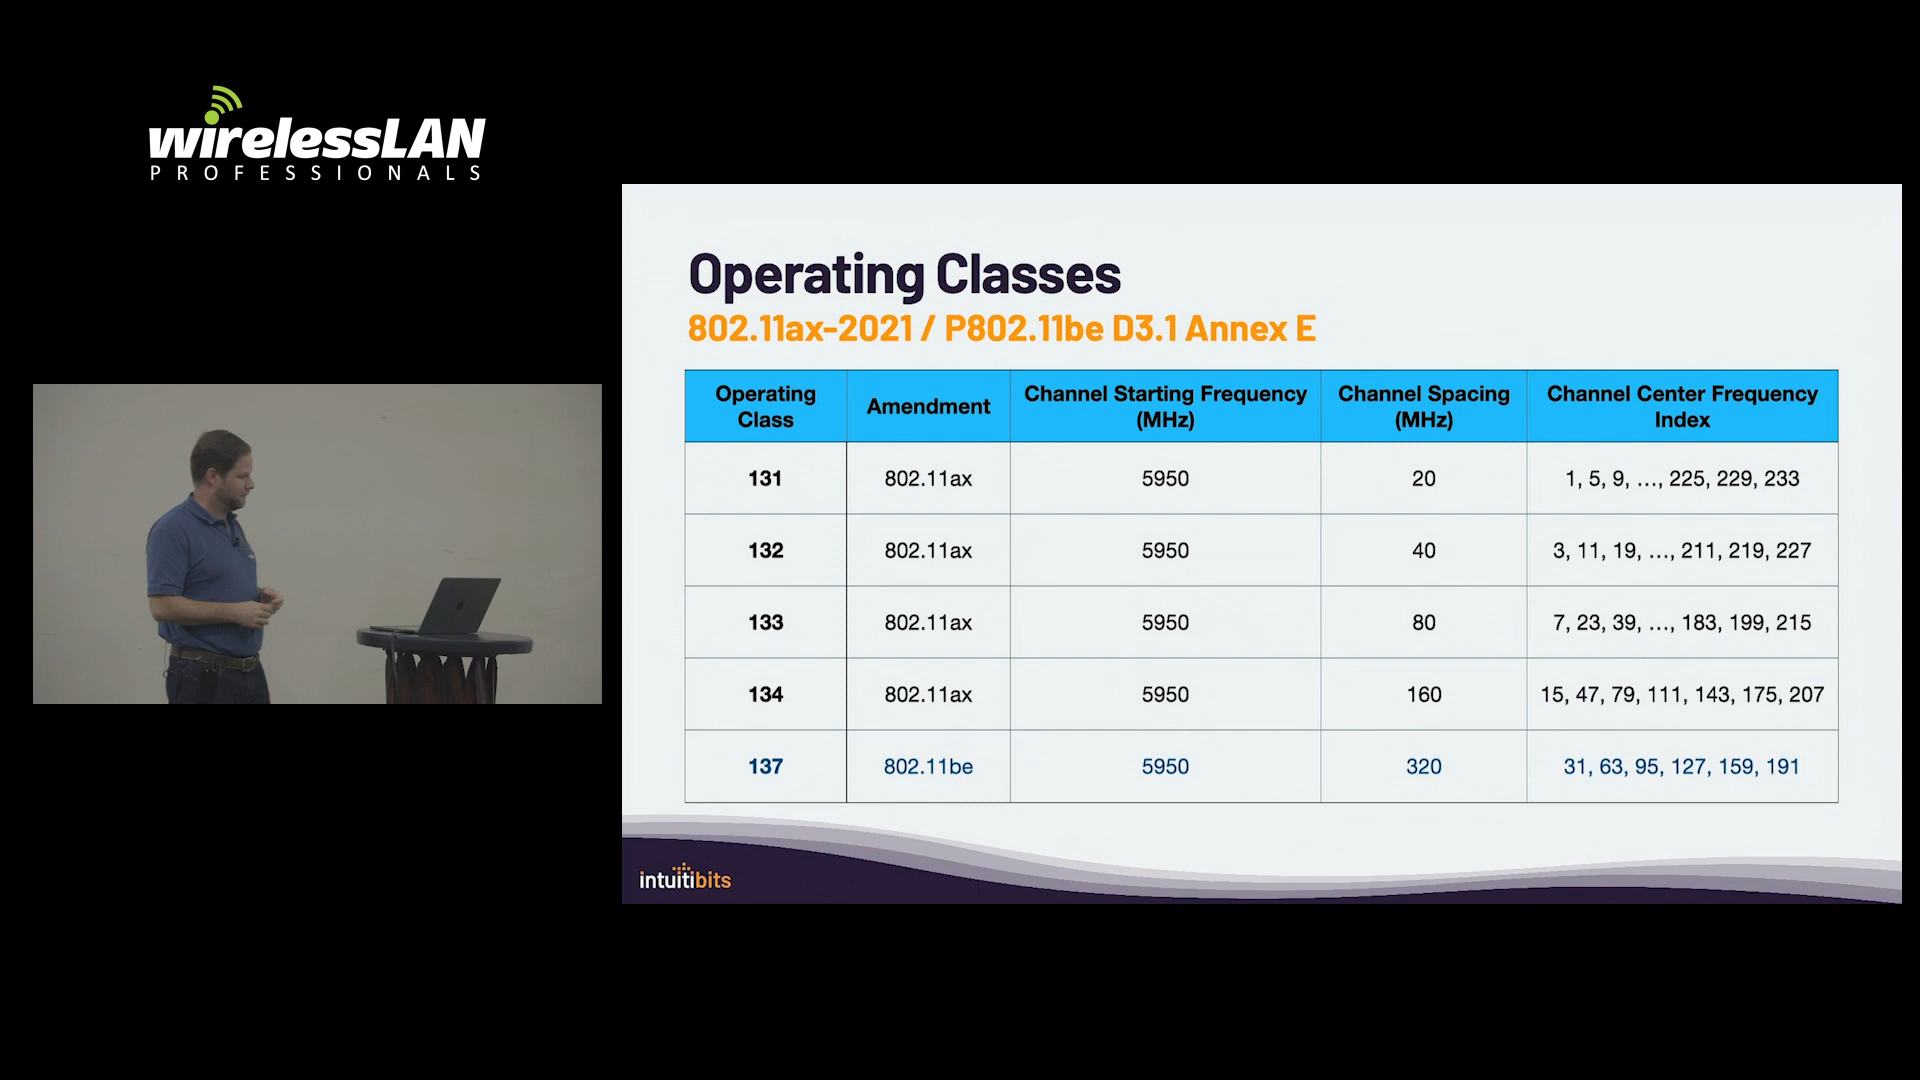 wirelessLAN
PROFESSIONALS
Operating Classes
802.11ax-2021 / P802.11be D3.1 Annex E
Operating Class Amendment Channel Starting Frequency (MHz) Channel Spacing (MHz) Channel Center Frequency Index
131 802.11ax 5950 20 1, 5, 9, ..., 225, 229, 233
132 802.11ax 5950 40 3, 11, 19, ..., 211, 219, 227
133 802.11ax 5950 80 7, 23, 39, ..., 183, 199, 215
134 802.11ax 5950 160 15, 47, 79, 111, 143, 175, 207
137 802.11be 5950 320 31, 63, 95, 127, 159, 191
intuitibits